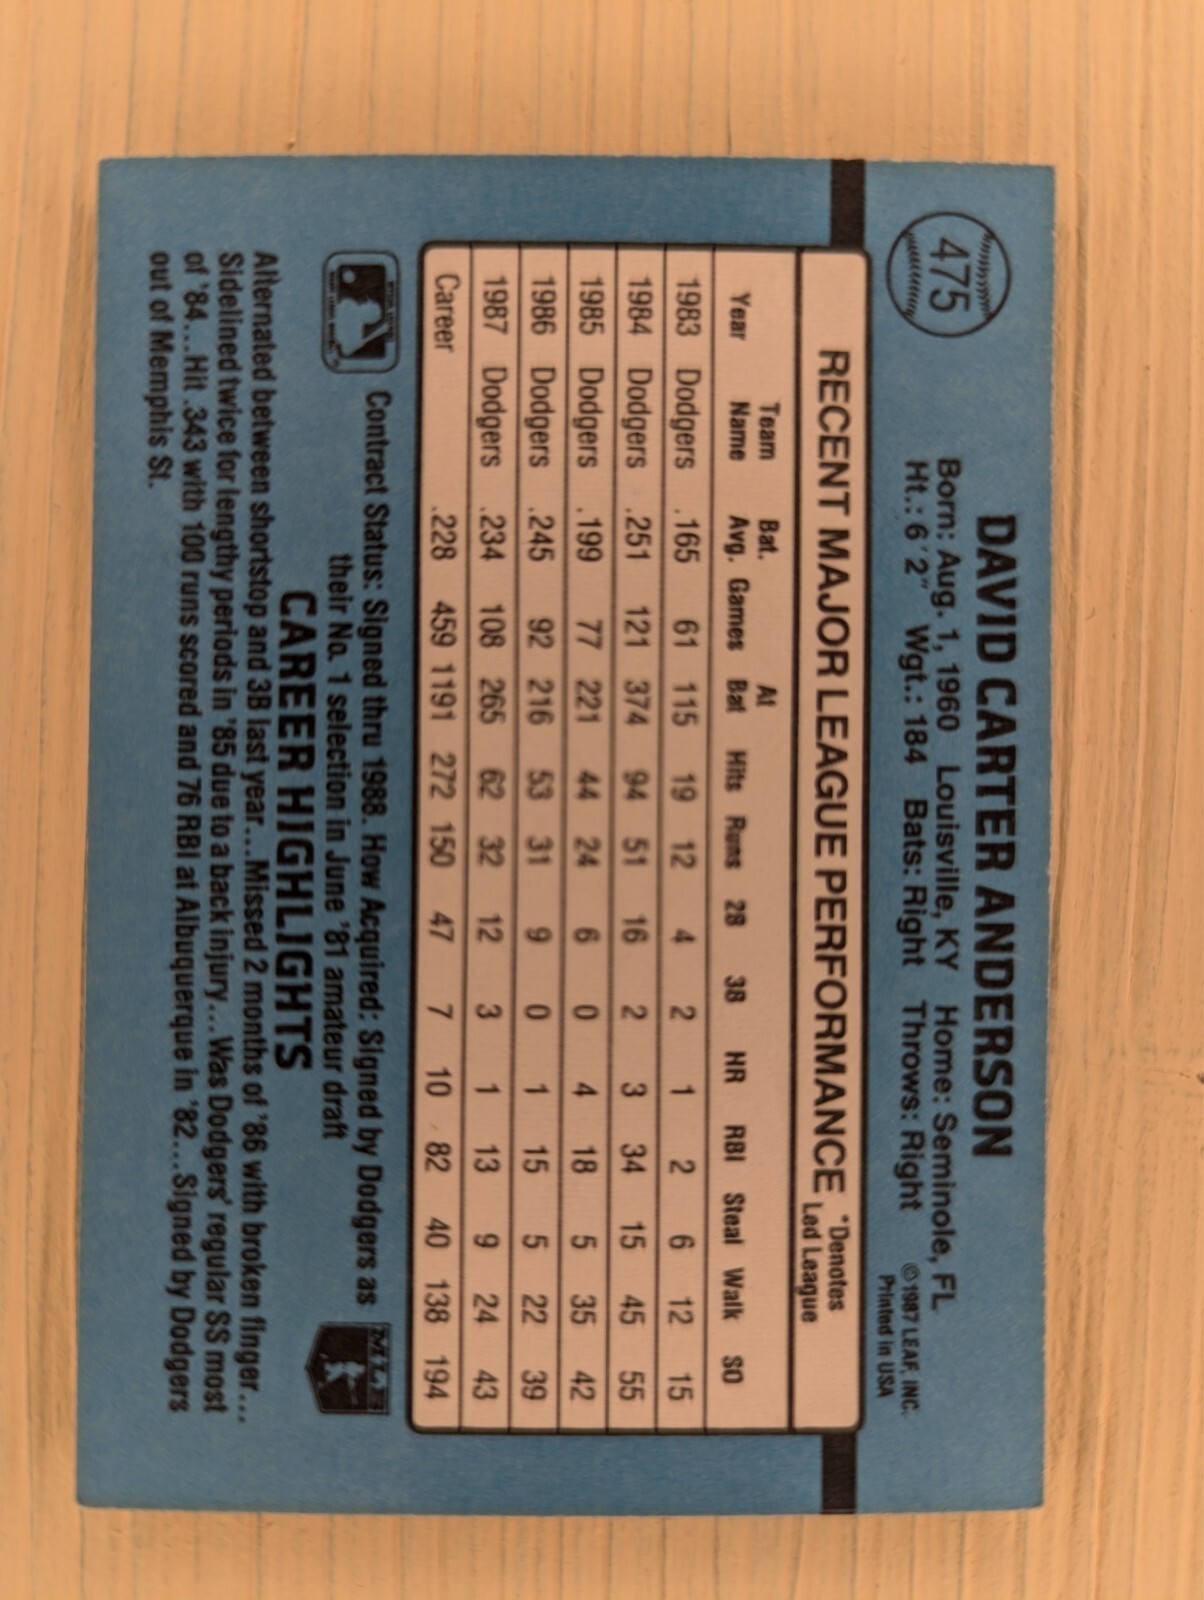 475
DAVID CARTER ANDERSON
Born: Aug. 1, 1960 Louisville, KY Home: Seminole, FL
Ht.: 6'2" Wgt.: 184 Bats: Right Throws: Right
©1987 LEAF, INC.
Printed in USA
RECENT MAJOR LEAGUE PERFORMANCE *Denotes Led League
Year Team Name Bat. Avg. Games At Bat Hits Runs 2B 3B HR RBI Steal Walk SO
1983 Dodgers .165 61 115 19 12 4 2 1 2 6 12 15
1984 Dodgers .251 121 374 94 51 16 2 3 34 15 45 55
1985 Dodgers .199 77 221 44 24 6 0 4 18 5 35 42
1986 Dodgers .245 92 216 53 31 9 0 1 15 5 22 39
1987 Dodgers .234 108 265 62 32 12 3 1 13 9 24 43
Career .228 459 1191 272 150 47 7 10 82 40 138 194
Contract Status: Signed thru 1988. How Acquired: Signed by Dodgers as
their No. 1 selection in June '81 amateur draft
MLB
CAREER HIGHLIGHTS
Alternated between shortstop and 3B last year...Missed 2 months of '86 with broken finger...
Sidelined twice for lengthy periods in '85 due to a back injury...Was Dodgers' regular SS most
of '84...Hit .343 with 100 runs scored and 76 RBI at Albuquerque in '82...Signed by Dodgers
out of Memphis St.